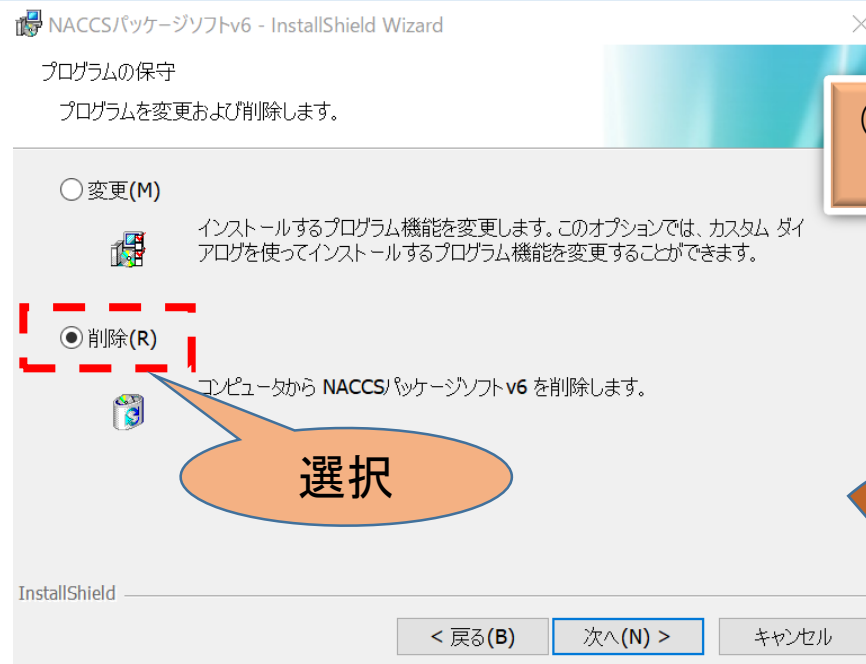 NACCSパッケージソフトv6 - InstallShield Wizard
プログラムの保守
プログラムを変更および削除します。
変更(M)
インストールするプログラム機能を変更します。このオプションでは、カスタム ダイ
アログを使ってインストールするプログラム機能を変更することができます。
削除(R)
コンピュータから NACCSパッケージソフトv6 を削除します。
選択
InstallShield
< 戻る(B)
次へ(N) >
キャンセル